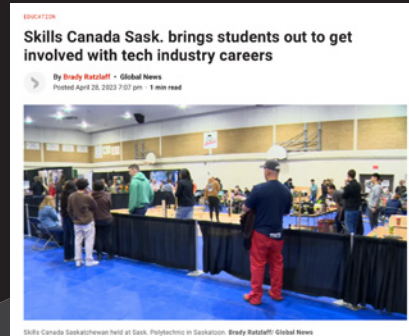 EDUCATION
Skills Canada Sask. brings students out to get
involved with tech industry careers
By Brady Ratzlaff • Global News
Posted April 28, 2023 7:07 pm · 1 min read
Skills Canada Saskatchewan held at Sask. Polytechnic in Saskatoon. Brady Ratzlaff/ Global News